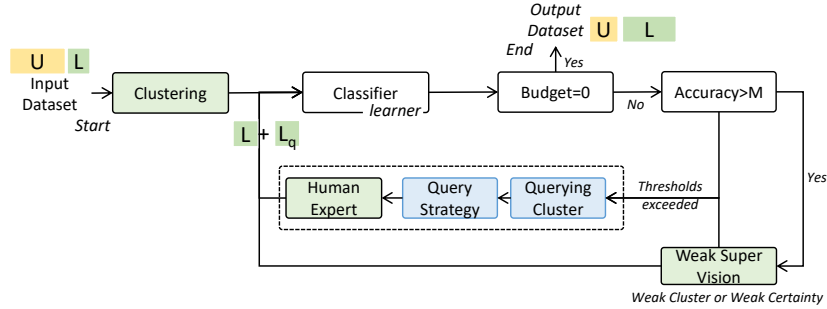 Output
Dataset
U
L
End
Yes
U
L
Input
Dataset
Start
Clustering
Classifier
learner
Budget=0
No
Accuracy>M
L + Lq
Human
Expert
Query
Strategy
Querying
Cluster
Thresholds
exceeded
Yes
Weak Super
Vision
Weak Cluster or Weak Certainty